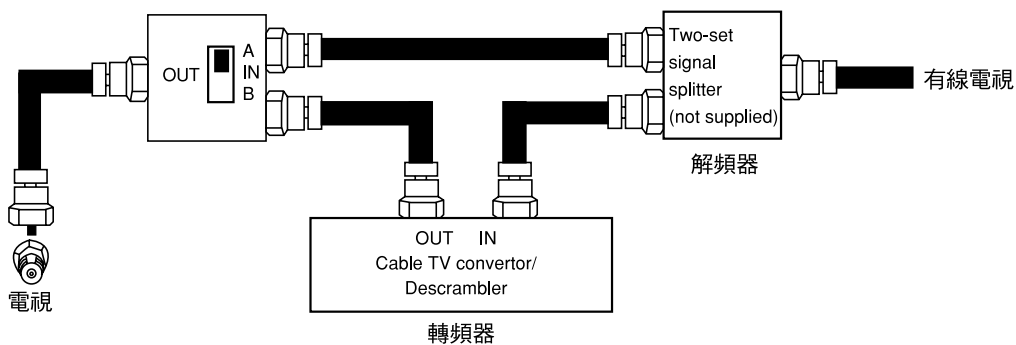 OUT
A
IN
B
Two-set
signal
splitter
(not supplied)
有線電視
解頻器
OUT IN
Cable TV convertor/
Descrambler
電視
轉頻器